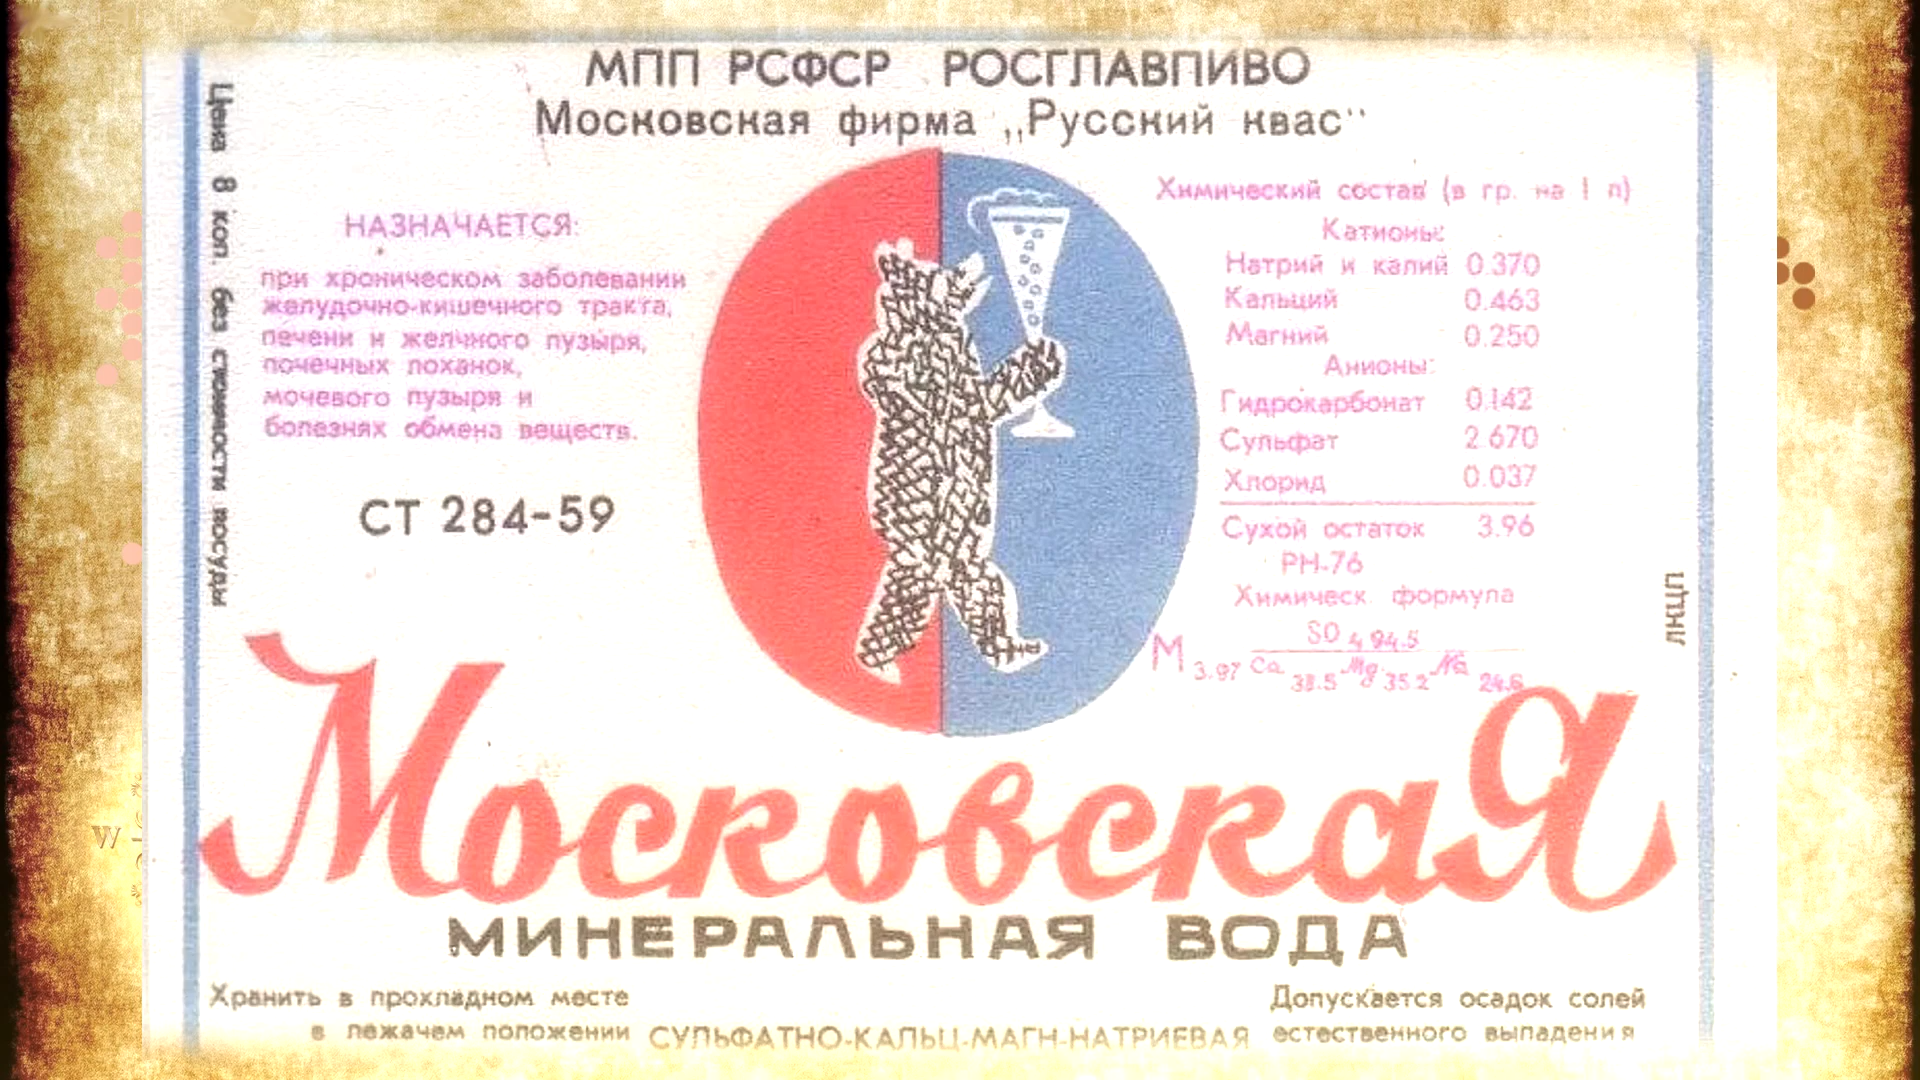 МПП РСФСР РОСГЛАВПИВО
Московская фирма „Русский квас“
Цена 8 коп. без стоимости посуды
НАЗНАЧАЕТСЯ:
при хроническом заболевании
желудочно-кишечного тракта,
печени и желчного пузыря,
почечных лоханок,
мочевого пузыря и
болезнях обмена веществ.
СТ 284-59
Химический состав (в гр. на 1 л)
Катионы:
Натрий и калий 0.370
Кальций 0.463
Магний 0.250
Анионы:
Гидрокарбонат 0.142
Сульфат 2.670
Хлорид 0.037
Сухой остаток 3.96
РН-76
Химическ. формула
SO 4 94.5
М 3.97 Ca 38.5 Mg 35.2 Na 24.6
ЛКЦП
Московская
МИНЕРАЛЬНАЯ ВОДА
Хранить в прохладном месте
в лежачем положении
СУЛЬФАТНО-КАЛЬЦ-МАГН-НАТРИЕВАЯ
Допускается осадок солей
естественного выпадения